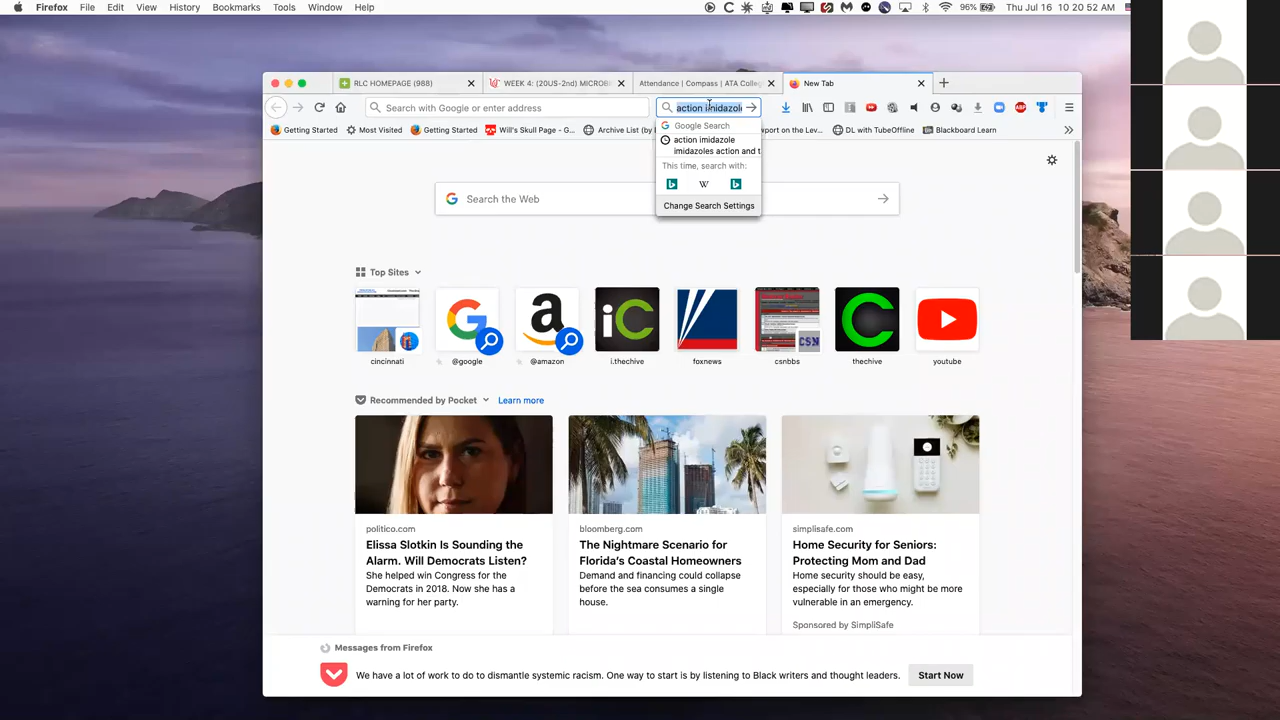 Firefox File Edit View History Bookmarks Tools Window Help
96% Thu Jul 16 10:20:52 AM
RLC HOMEPAGE (988)
WEEK 4: (20US-2nd) MICROBI
Attendance | Compass | ATA Colleg
New Tab
Search with Google or enter address
action imidazole
Getting Started
Most Visited
Getting Started
Will's Skull Page - G...
Archive List (by
port on the Lev...
DL with TubeOffline
Blackboard Learn
Google Search
action imidazole
imidazoles action and t
This time, search with:
W
Change Search Settings
Search the Web
Top Sites
cincinnati
@google
@amazon
i.thechive
foxnews
csnbbs
thechive
youtube
Recommended by Pocket
Learn more
politico.com
Elissa Slotkin Is Sounding the
Alarm. Will Democrats Listen?
She helped win Congress for the
Democrats in 2018. Now she has a
warning for her party.
bloomberg.com
The Nightmare Scenario for
Florida's Coastal Homeowners
Demand and financing could collapse
before the sea consumes a single
house.
simplisafe.com
Home Security for Seniors:
Protecting Mom and Dad
Home security should be easy,
especially for those who might be more
vulnerable in an emergency.
Sponsored by SimpliSafe
Messages from Firefox
We have a lot of work to do to dismantle systemic racism. One way to start is by listening to Black writers and thought leaders.
Start Now